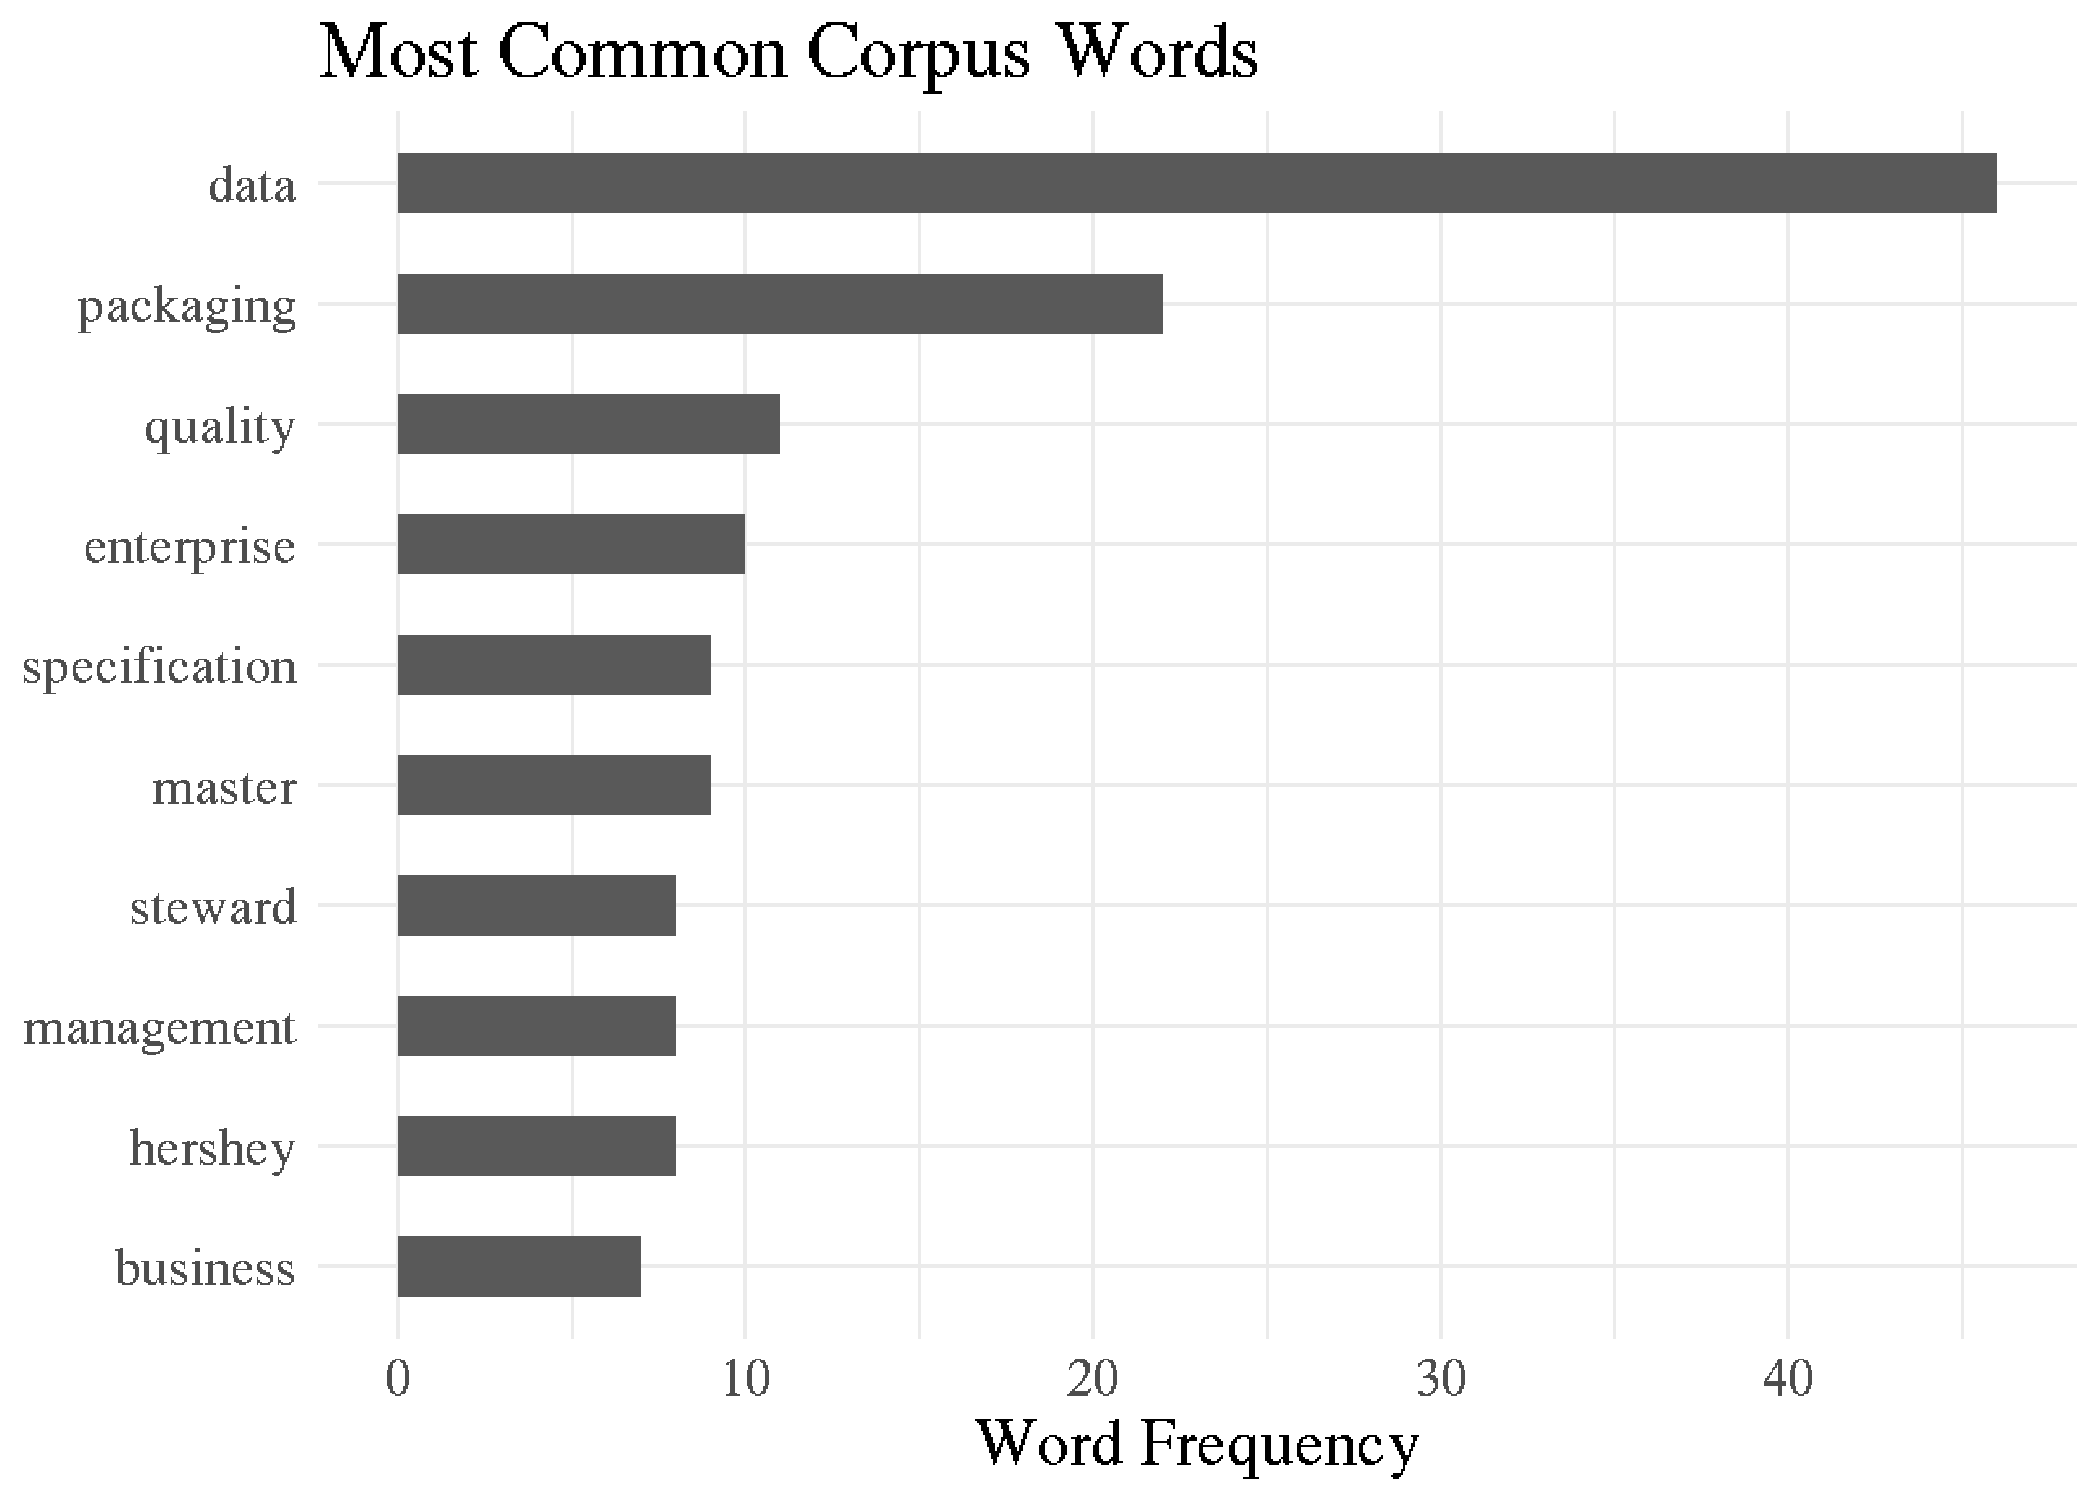 Most Common Corpus Words
data
packaging
quality
enterprise
specification
master
steward
management
hershey
business
0 10 20 30 40
Word Frequency